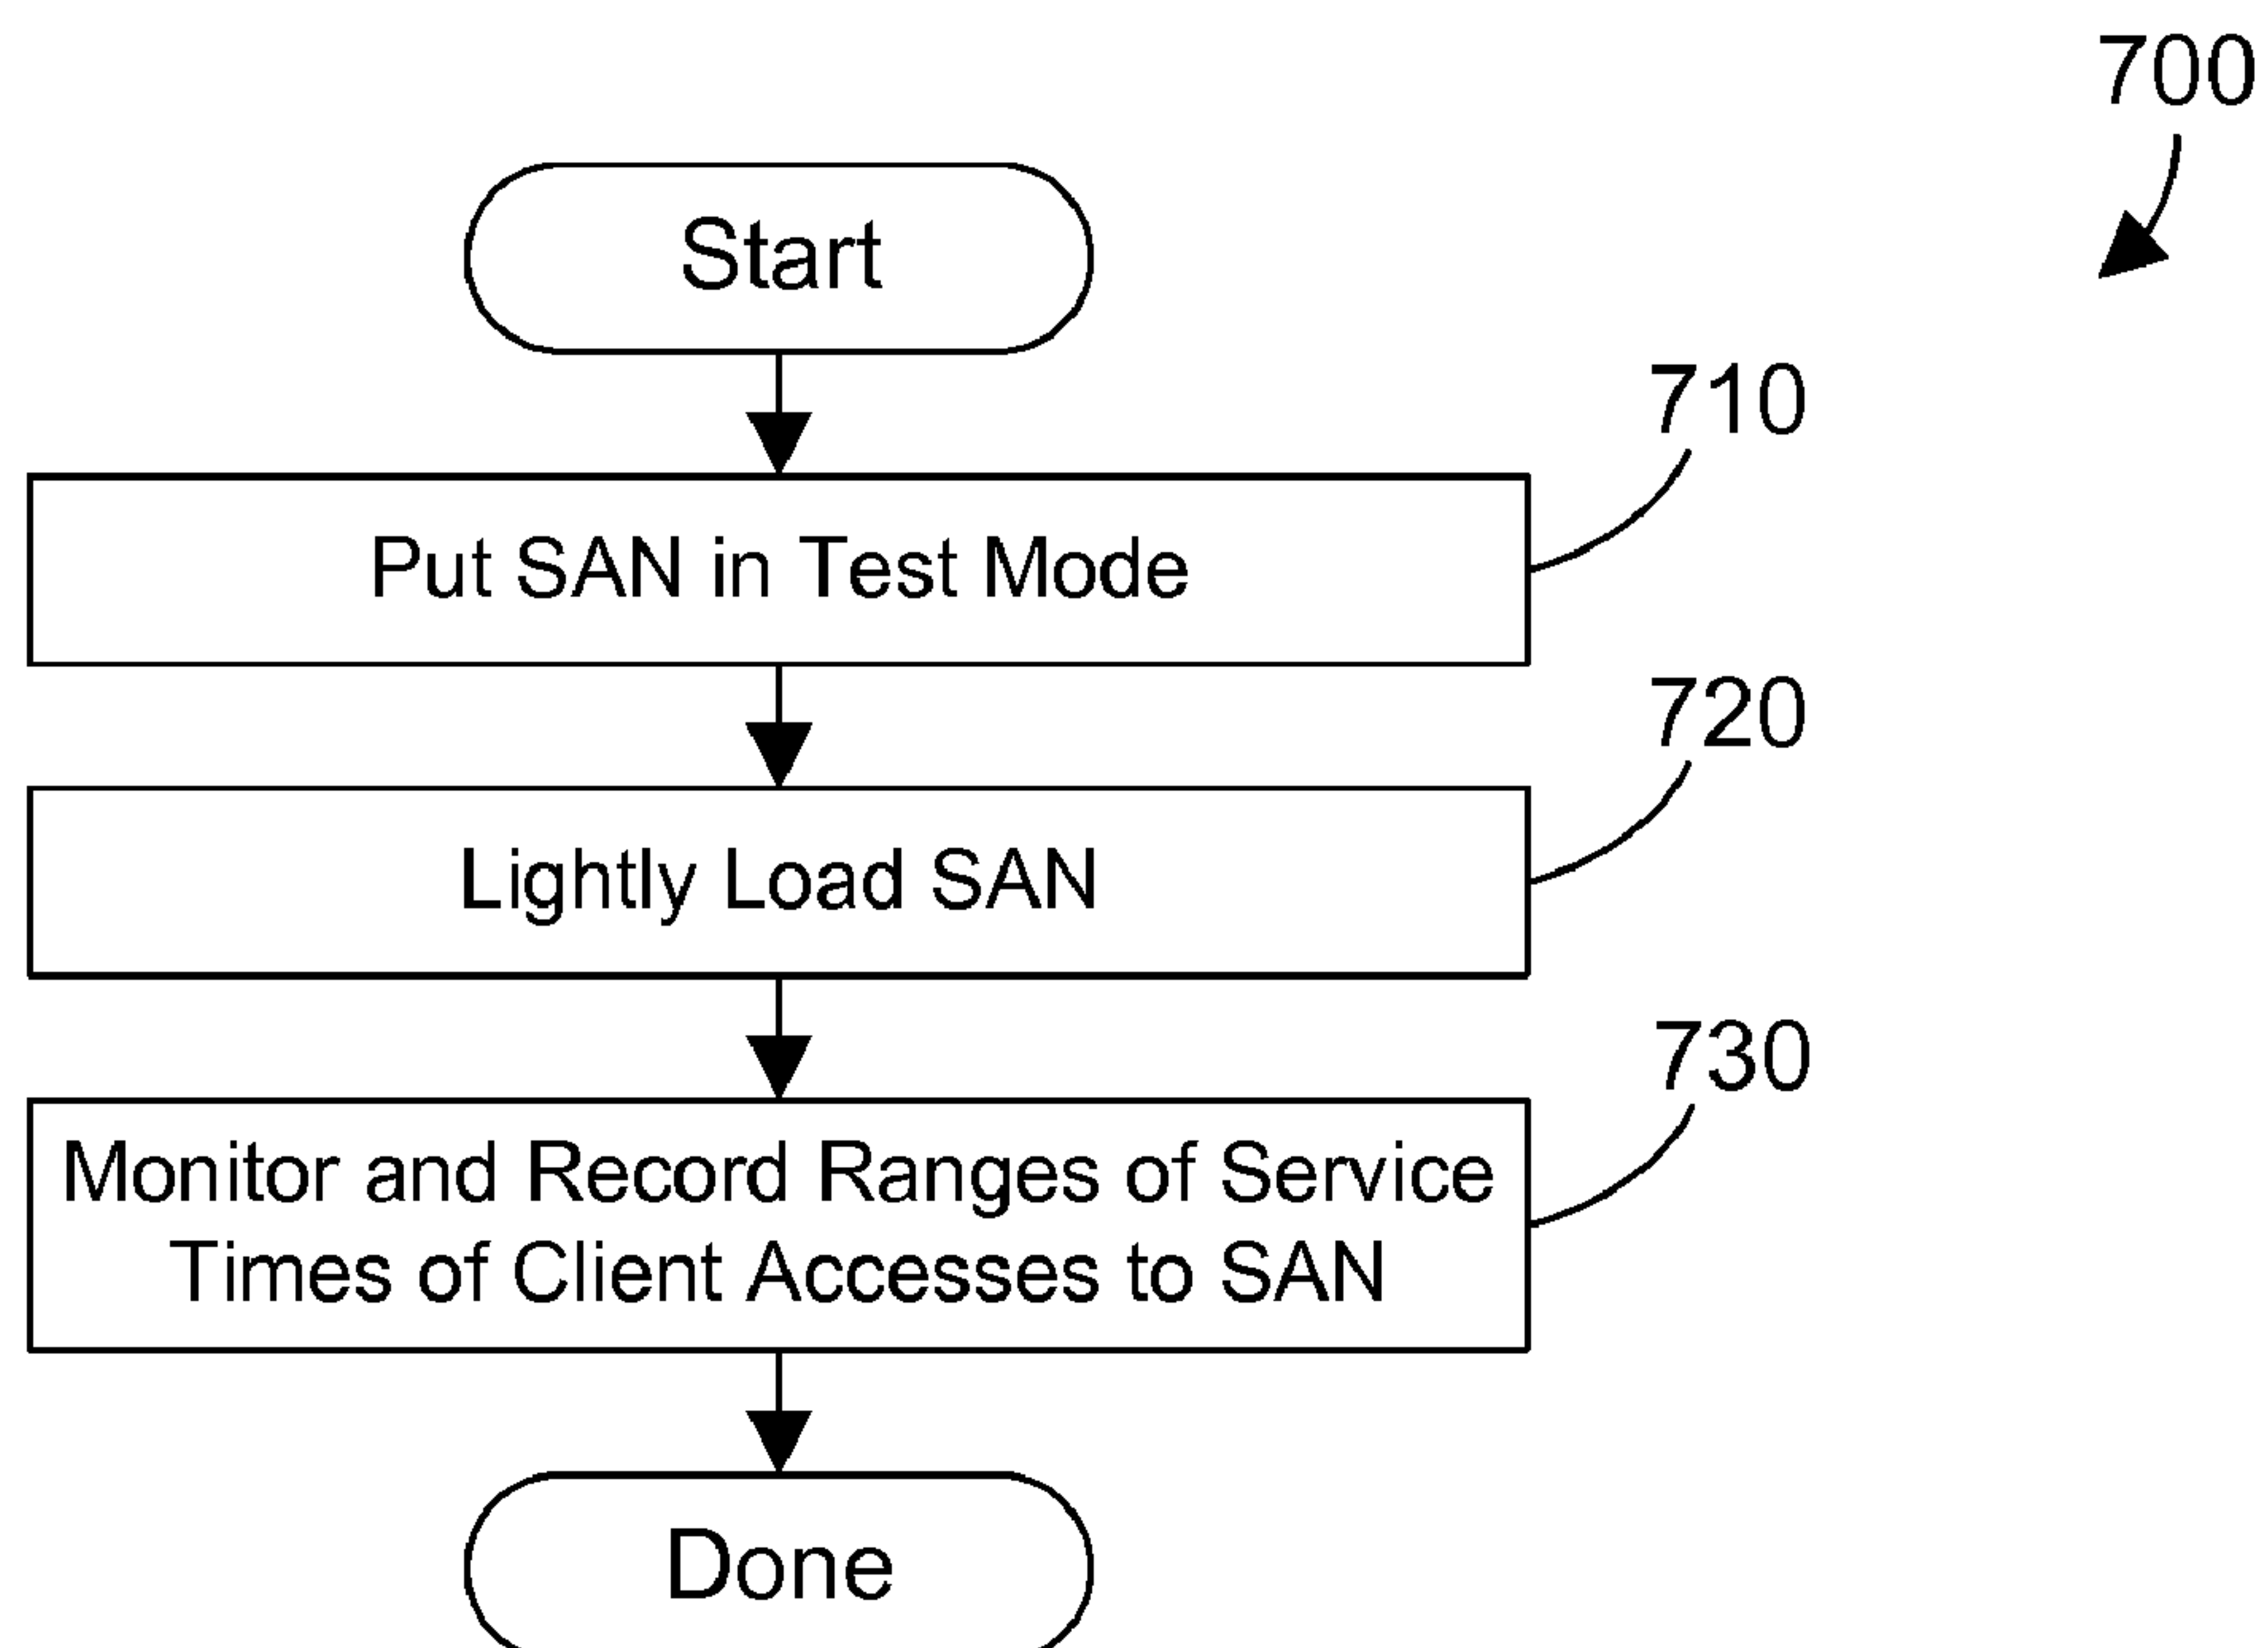 700
Start
710
Put SAN in Test Mode
720
Lightly Load SAN
730
Monitor and Record Ranges of Service
Times of Client Accesses to SAN
Done